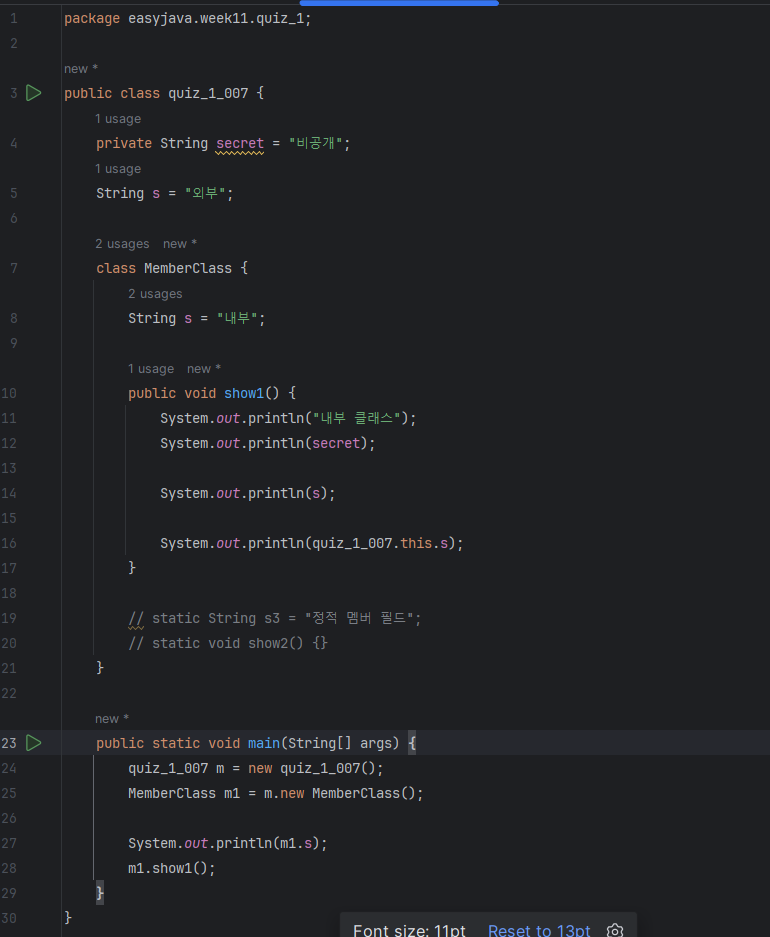 1 package easyjava.week11.quiz_1;
2
new *
3 public class quiz_1_007 {
1 usage
4 private String secret = "비공개";
1 usage
5 String s = "외부";
6
2 usages new *
7 class MemberClass {
2 usages
8 String s = "내부";
9
1 usage new *
10 public void show1() {
11 System.out.println("내부 클래스");
12 System.out.println(secret);
13
14 System.out.println(s);
15
16 System.out.println(quiz_1_007.this.s);
17 }
18
19 // static String s3 = "정적 멤버 필드";
20 // static void show2() {}
21 }
22
new *
23 public static void main(String[] args) {
24 quiz_1_007 m = new quiz_1_007();
25 MemberClass m1 = m.new MemberClass();
26
27 System.out.println(m1.s);
28 m1.show1();
29 }
30 }
Font size: 11pt Reset to 13pt